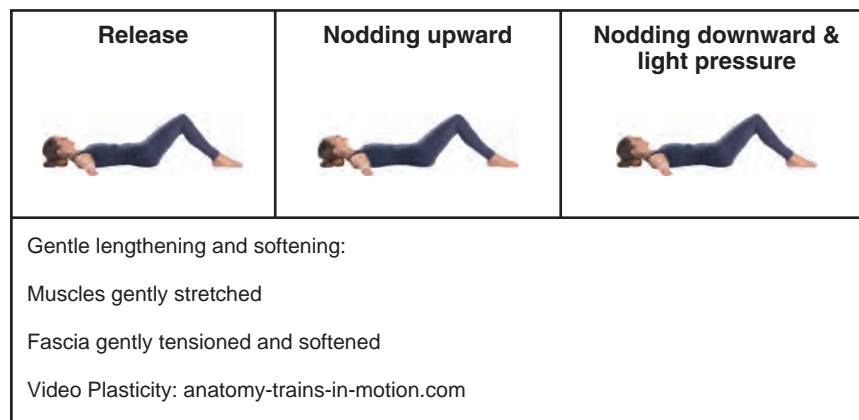 Release
Nodding upward
Nodding downward &
light pressure
Gentle lengthening and softening:
Muscles gently stretched
Fascia gently tensioned and softened
Video Plasticity: anatomy-trains-in-motion.com